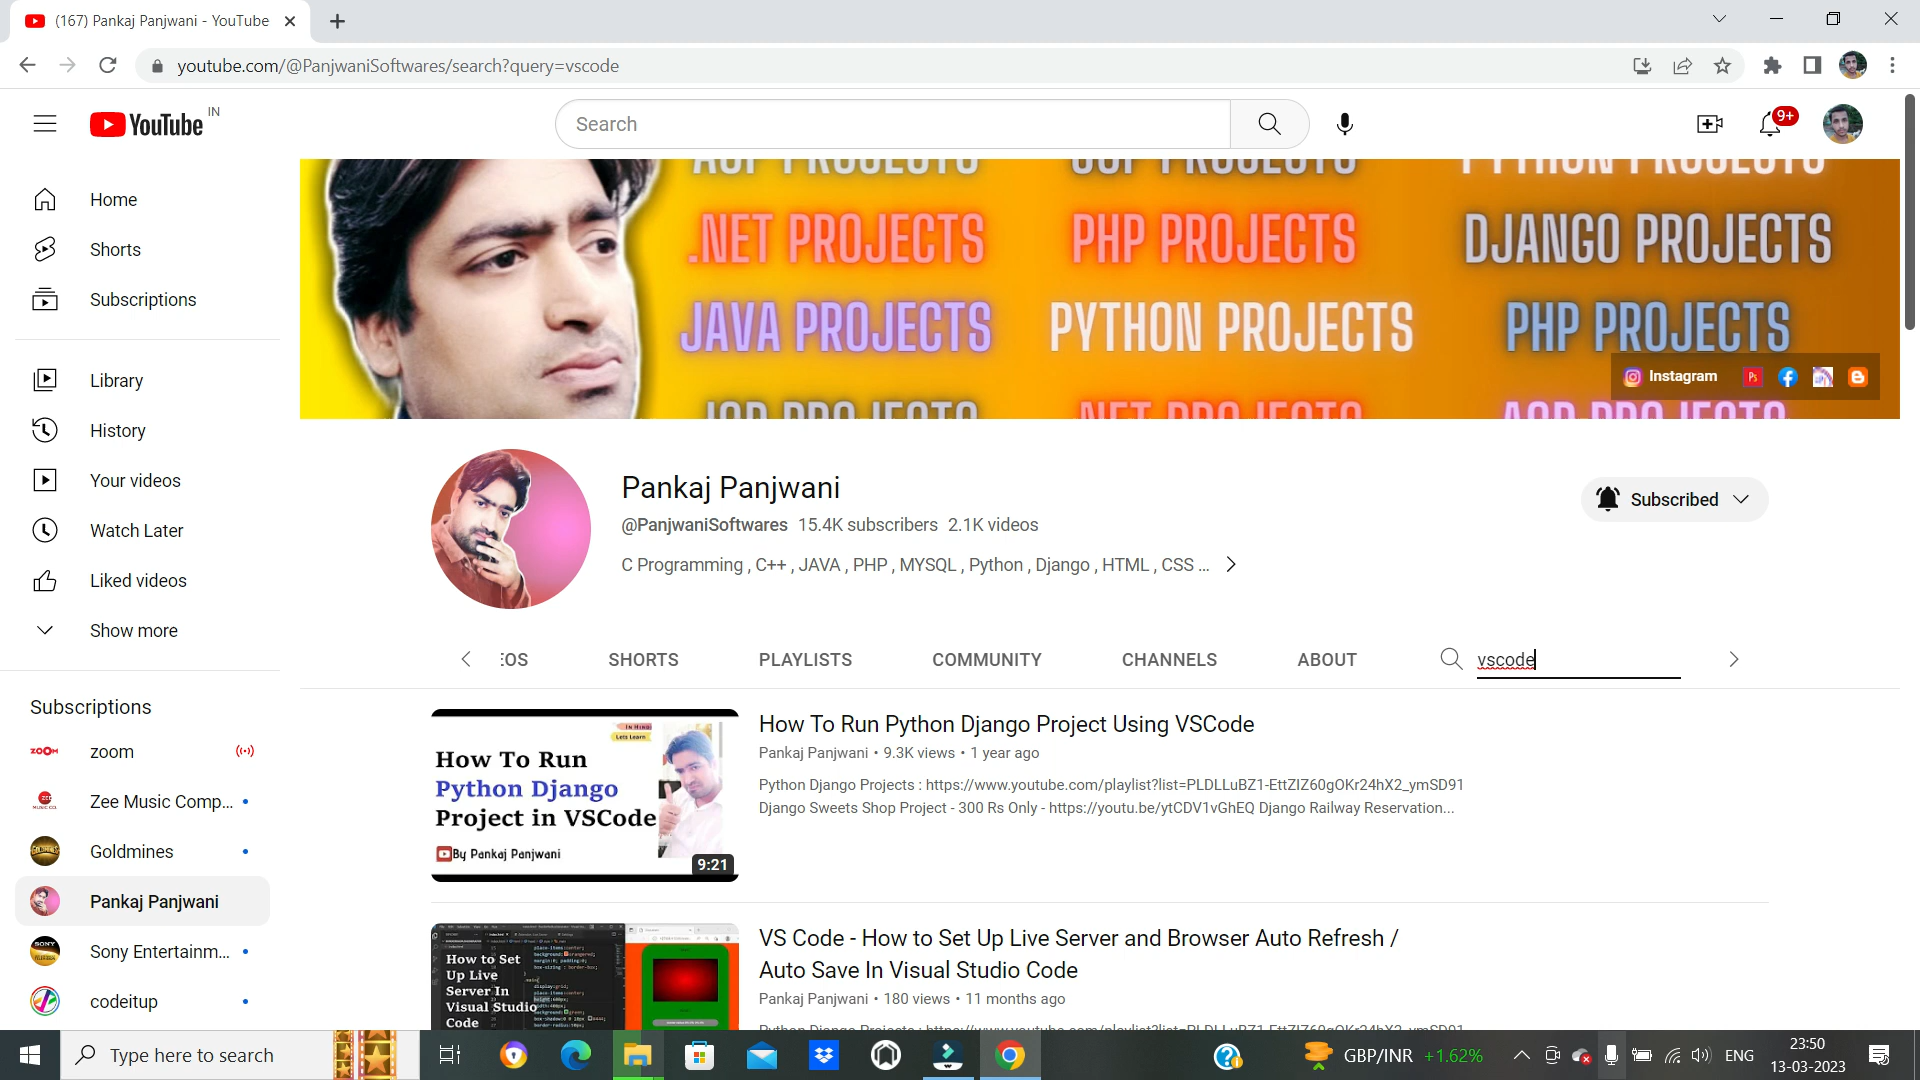 (167) Pankaj Panjwani - YouTube
youtube.com/@PanjwaniSoftwares/search?query=vscode
YouTube IN
Search
9+
Home
Shorts
Subscriptions
Library
History
Your videos
Watch Later
Liked videos
Show more
Subscriptions
zoom
Zee Music Comp...
Goldmines
Pankaj Panjwani
Sony Entertainm...
codeitup
.NET PROJECTS PHP PROJECTS DJANGO PROJECTS
JAVA PROJECTS PYTHON PROJECTS PHP PROJECTS
Instagram
Pankaj Panjwani
@PanjwaniSoftwares 15.4K subscribers 2.1K videos
C Programming , C++ , JAVA , PHP , MYSQL , Python , Django , HTML , CSS ...
Subscribed
SHORTS PLAYLISTS COMMUNITY CHANNELS ABOUT vscode
IN HINDI
Lets Learn
How To Run
Python Django
Project in VSCode
By Pankaj Panjwani
9:21
How To Run Python Django Project Using VSCode
Pankaj Panjwani • 9.3K views • 1 year ago
Python Django Projects : https://www.youtube.com/playlist?list=PLDLLuBZ1-EttZIZ60gOKr24hX2_ymSD91
Django Sweets Shop Project - 300 Rs Only - https://youtu.be/ytCDV1vGhEQ Django Railway Reservation...
How to Set
Up Live
Server In
Visual Studio
Code
VS Code - How to Set Up Live Server and Browser Auto Refresh /
Auto Save In Visual Studio Code
Pankaj Panjwani • 180 views • 11 months ago
Type here to search
GBP/INR +1.62%
ENG
23:50
13-03-2023